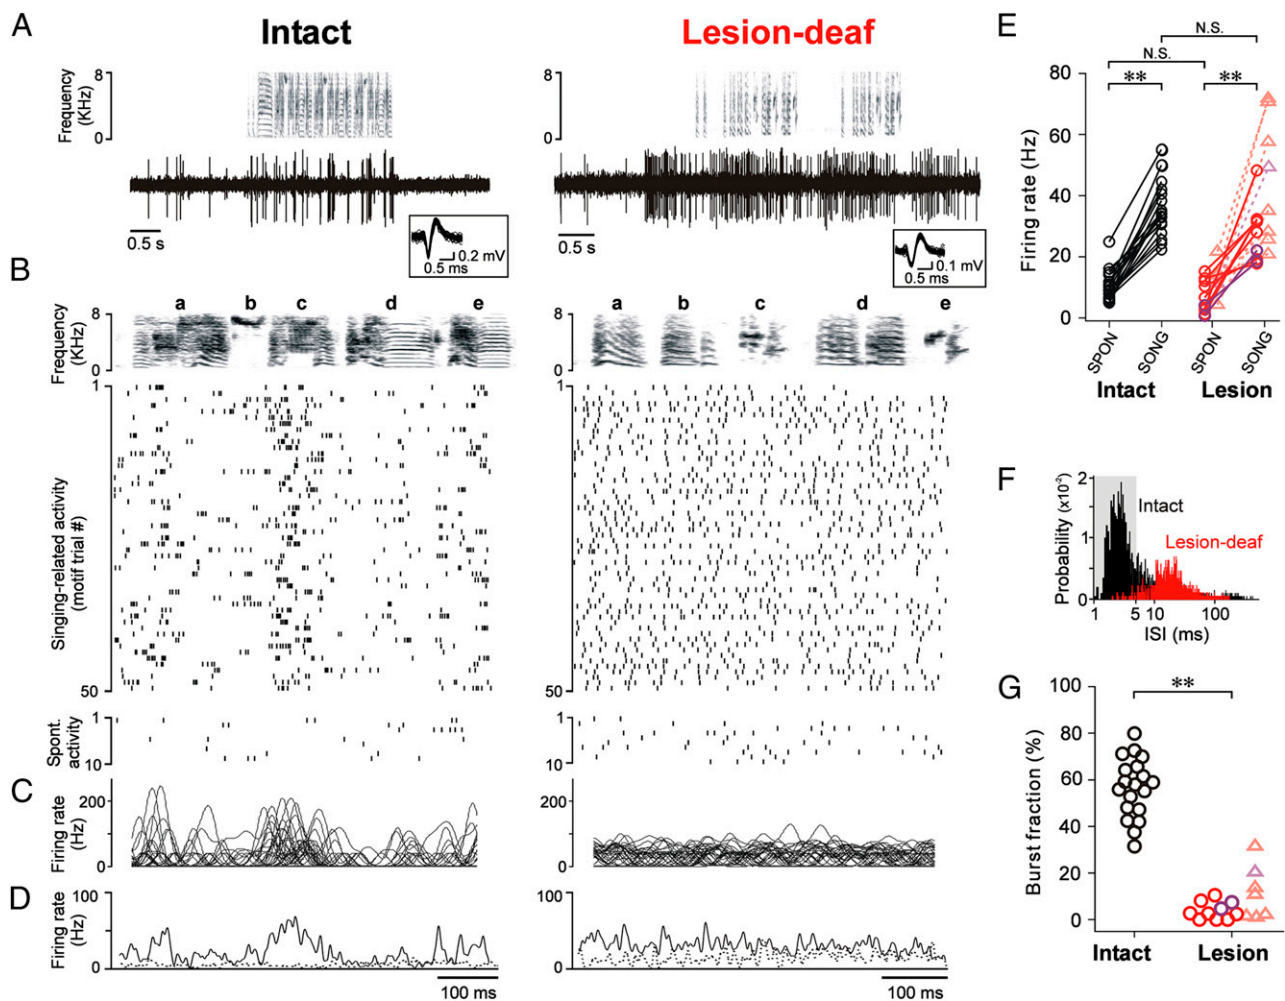 A
Intact
Lesion-deaf
Frequency
(KHz)
8
0
8
0
0.5 s
0.2 mV
0.5 ms
0.5 s
0.1 mV
0.5 ms
B
a b c d e
a b c d e
Frequency
(KHz)
8
0
8
0
Singing-related activity
(motif trial #)
1
50
1
50
Spont.
activity
1
10
1
10
C
Firing rate
(Hz)
200
0
200
0
D
Firing rate
(Hz)
100
0
100
0
100 ms
100 ms
E
N.S.
N.S.
** **
Firing rate (Hz)
80
60
40
20
0
SPON SONG SPON SONG
Intact Lesion
F
Probability (x10-2)
2
1
0
Intact
Lesion-deaf
1 5 10 100
ISI (ms)
G
**
Burst fraction (%)
100
80
60
40
20
0
Intact Lesion